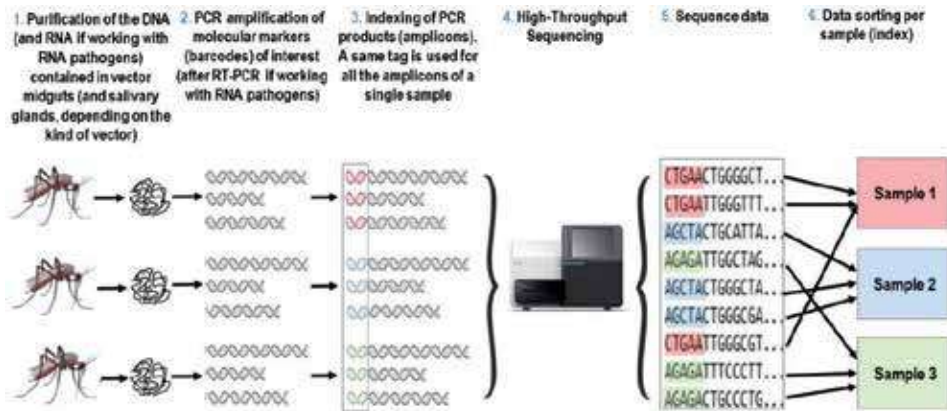 1. Purification of the DNA
(and RNA if working with
RNA pathogens)
contained in vector
midguts (and salivary
glands, depending on the
kind of vector)
2. PCR amplification of
molecular markers
(barcodes) of interest
(after RT-PCR if working
with RNA pathogens)
3. Indexing of PCR
products (amplicons).
A same tag is used for
all the amplicons of a
single sample
4. High-Throughput
Sequencing
5. Sequence data
6. Data sorting per
sample (index)
CTGAACTGGGGCT...
CTGAATTGGGTTT...
AGCTACTGCATTA...
AGAGATTGGCTAG...
AGCTACTGGGCTA...
AGCTACTGGGCGA...
CTGAATTGGGCGT...
AGAGATTTCCCTT...
AGAGACTGCCCTG...
Sample 1
Sample 2
Sample 3